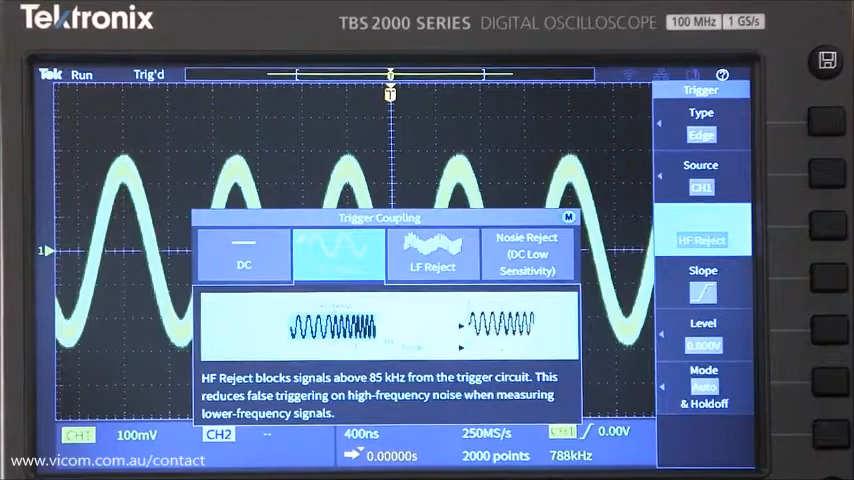 Tektronix
TBS 2000 SERIES DIGITAL OSCILLOSCOPE 100 MHz 1 GS/s
Tek Run Trig'd
T
T
Trigger
Type
Edge
Source
CH1
HF Reject
Slope
Level
0.000V
Mode
Auto
& Holdoff
1
Trigger Coupling M
DC
LF Reject
Nosie Reject
(DC Low
Sensitivity)
HF Reject blocks signals above 85 kHz from the trigger circuit. This
reduces false triggering on high-frequency noise when measuring
lower-frequency signals.
CH1 100mV CH2 -- 400ns 250MS/s CH1 0.00V
0.00000s 2000 points 788kHz
www.vicom.com.au/contact